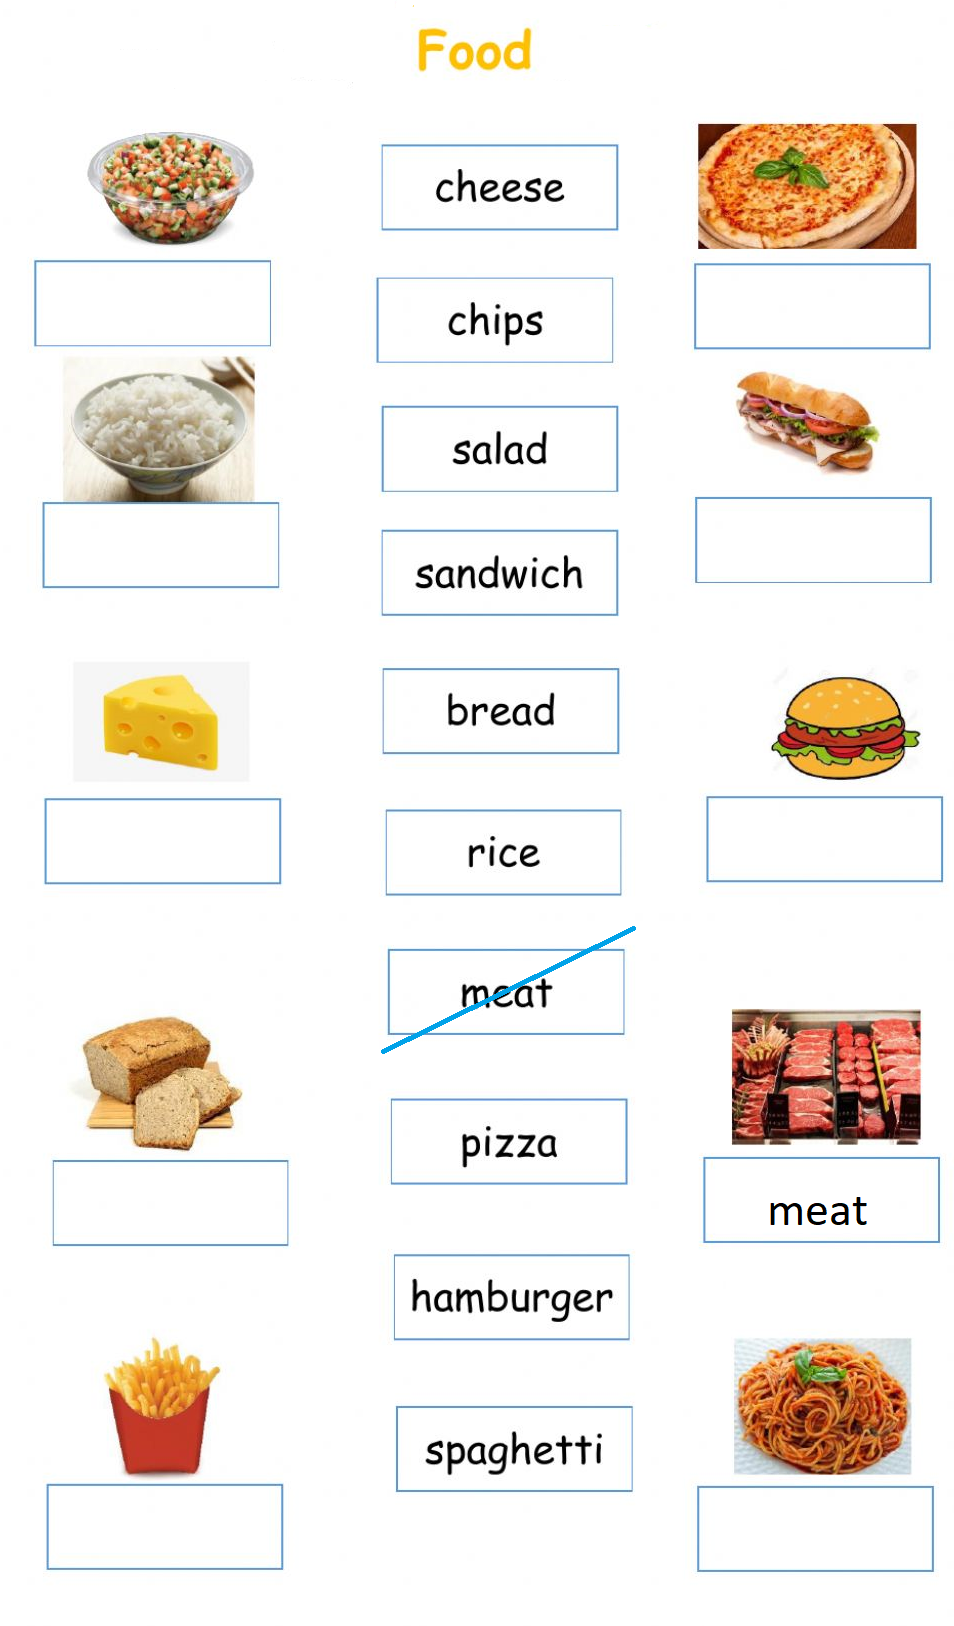 Food
cheese
chips
salad
sandwich
bread
rice
meat
pizza
meat
hamburger
spaghetti